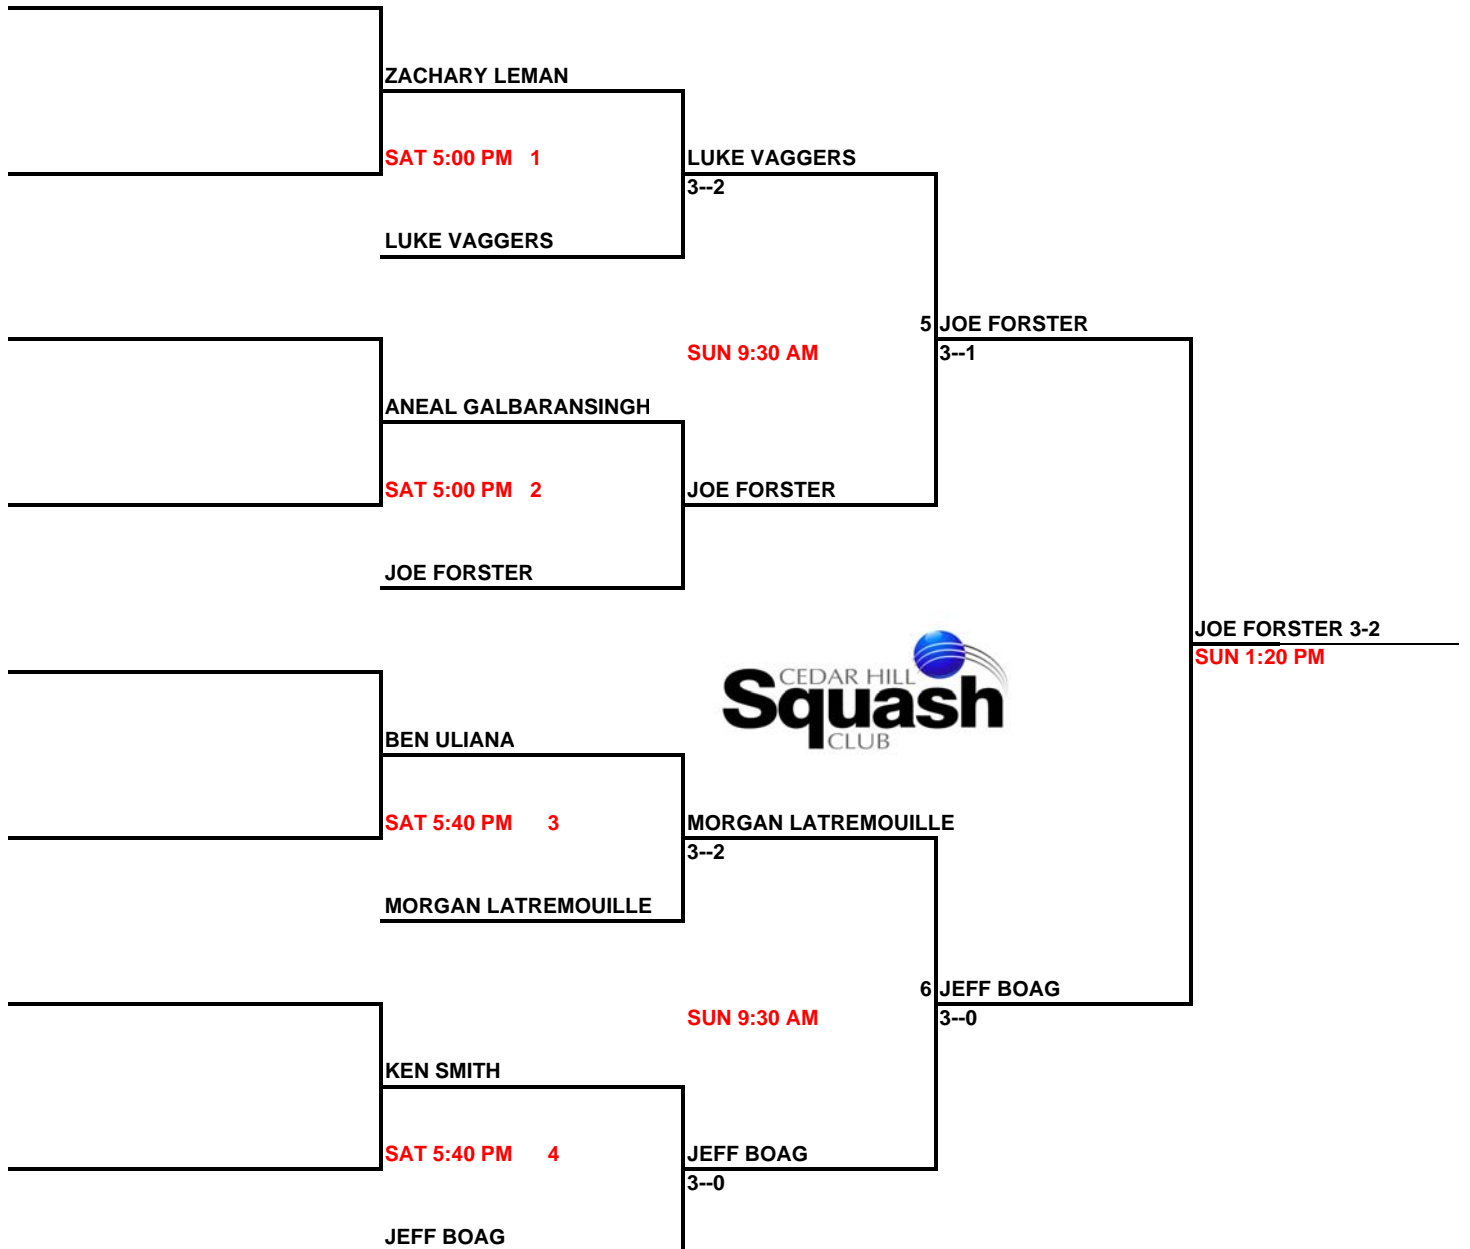 ZACHARY LEMAN
SAT 5:00 PM 1
LUKE VAGGERS
3--2
LUKE VAGGERS
5 JOE FORSTER
SUN 9:30 AM
3--1
ANEAL GALBARANSINGH
SAT 5:00 PM 2
JOE FORSTER
JOE FORSTER
JOE FORSTER 3-2
SUN 1:20 PM
CEDAR HILL
Squash
CLUB
BEN ULIANA
SAT 5:40 PM 3
MORGAN LATREMOUILLE
3--2
MORGAN LATREMOUILLE
6 JEFF BOAG
SUN 9:30 AM
3--0
KEN SMITH
SAT 5:40 PM 4
JEFF BOAG
3--0
JEFF BOAG